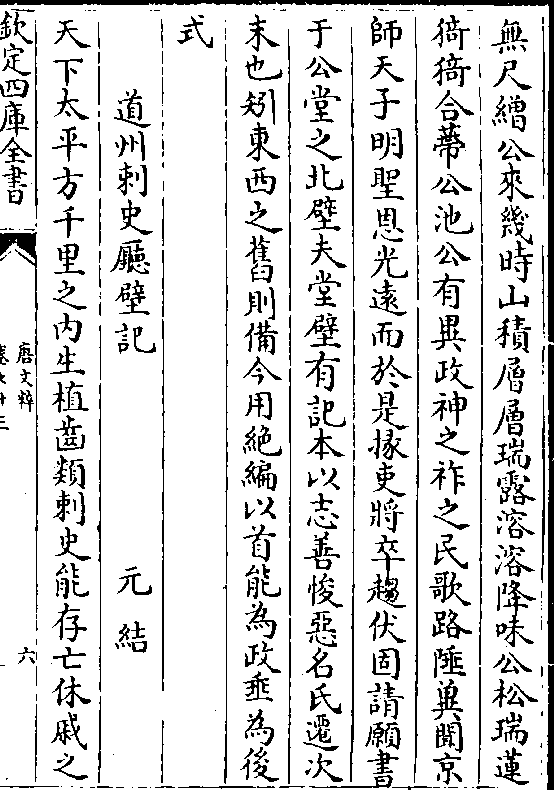 無尺繒公來幾時山積層層瑞露溶溶降味公松瑞蓮
猗猗合蔕公池公有異政神之祚之民歌路陲兾聞京
師天子明聖恩光遠而於是掾吏將卒趨伏固請願書
于公堂之北壁夫堂壁有記本以志善悛惡名氏遷次
末也矧東西之舊則備今用絶編以首能為政垂為後
式
道州刺史廳壁記 元結
天下太平方千里之内生植齒類刺史能存亡休戚之
欽定四庫全書
唐文粹
卷七十三
六